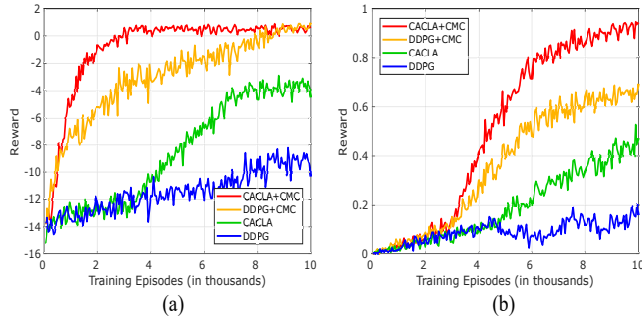 2
0
-2
-4
-6
-8
-10
-12
-14
-16
Reward
CACLA+CMC
DDPG+CMC
CACLA
DDPG
0 2 4 6 8 10
Training Episodes (in thousands)
(a)
1
0.8
0.6
0.4
0.2
0
Reward
CACLA+CMC
DDPG+CMC
CACLA
DDPG
0 2 4 6 8 10
Training Episodes (in thousands)
(b)